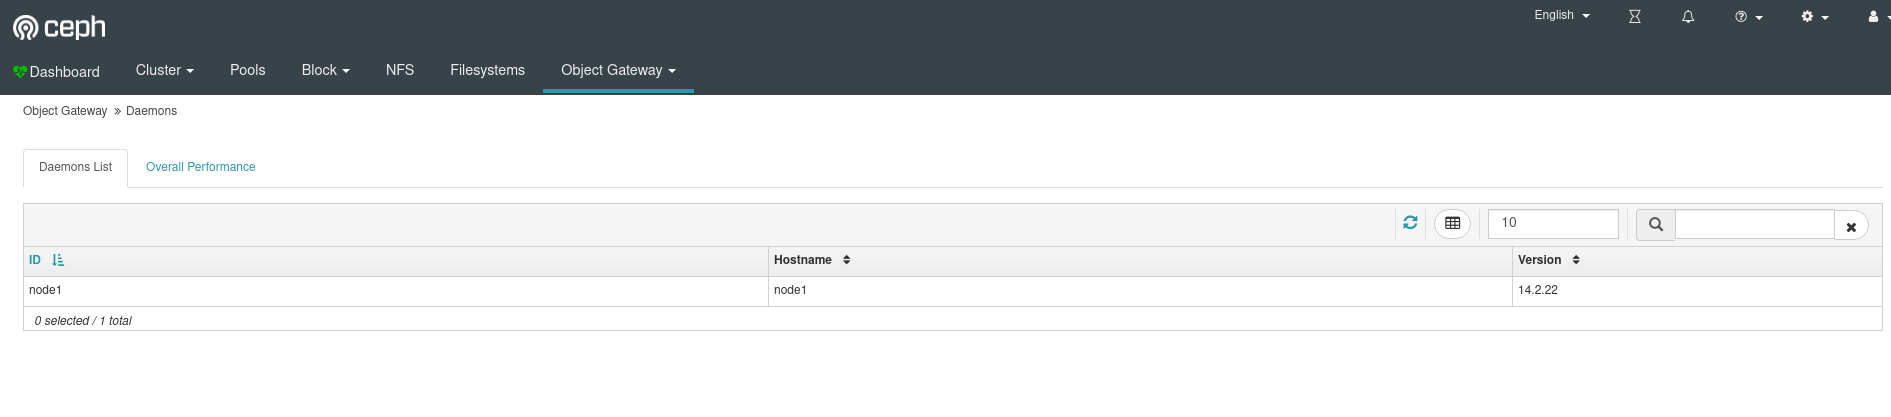 ceph
English
Dashboard Cluster Pools Block NFS Filesystems Object Gateway
Object Gateway » Daemons
Daemons List Overall Performance
10
ID Hostname Version
node1 node1 14.2.22
0 selected / 1 total